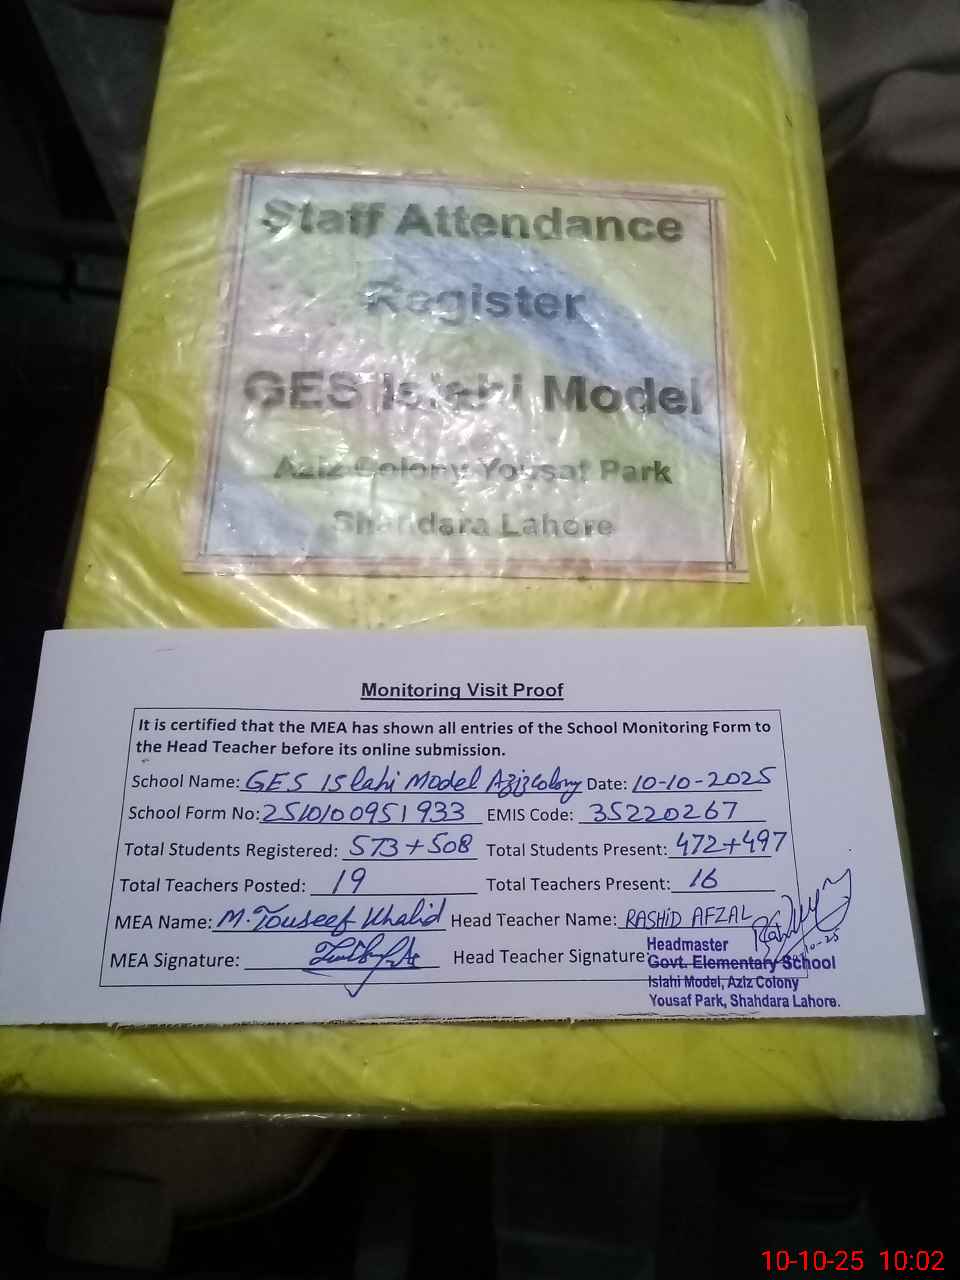 Staff Attendance
Register
GES Islahi Model
Aziz Colony Yousaf Park
Shahdara Lahore
Monitoring Visit Proof
It is certified that the MEA has shown all entries of the School Monitoring Form to
the Head Teacher before its online submission.
School Name: GES Islahi Model Aziz Colony Date: 10-10-2025
School Form No: 2510100951933 EMIS Code: 35220267
Total Students Registered: 573+508 Total Students Present: 472+497
Total Teachers Posted: 19 Total Teachers Present: 16
MEA Name: M. Touseef Khalid Head Teacher Name: RASHID AFZAL
MEA Signature: Head Teacher Signature:
Headmaster
Govt. Elementary School
Islahi Model, Aziz Colony
Yousaf Park, Shahdara Lahore.
10-10-25 10:02